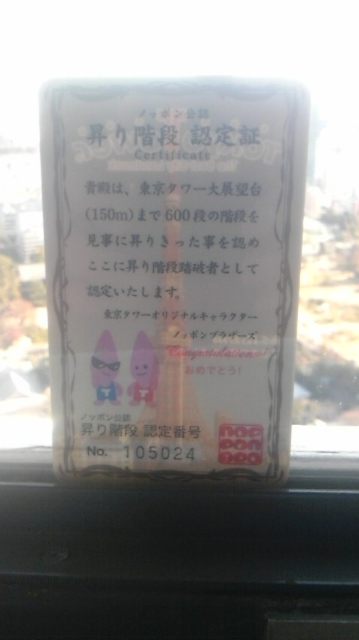 ノッポン公認
昇り階段 認定証
Certificate
貴殿は、東京タワー大展望台
(150m)まで600段の階段を
見事に昇りきった事を認め
ここに昇り階段踏破者として
認定いたします。
東京タワーオリジナルキャラクター
ノッポンブラザーズ
Congratulations!
おめでとう!
ノッポン公認
昇り階段 認定番号
No. 105024